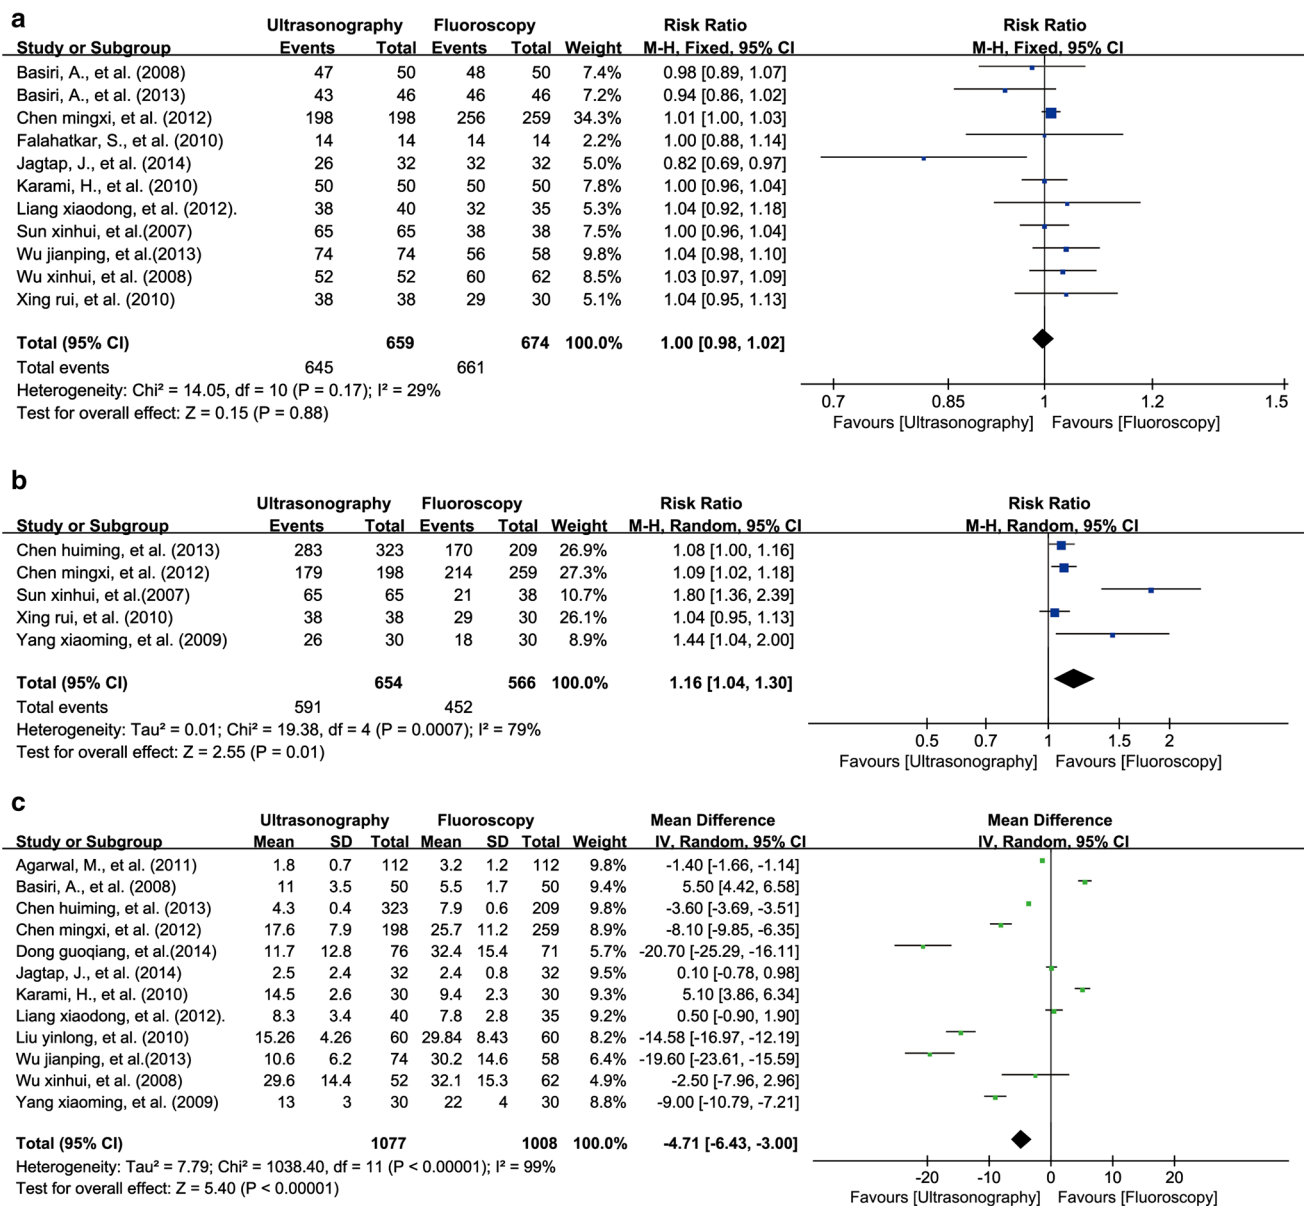 a
Ultrasonography Fluoroscopy Risk Ratio Risk Ratio
Study or Subgroup Events Total Events Total Weight M-H, Fixed, 95% CI M-H, Fixed, 95% CI
Basiri, A., et al. (2008) 47 50 48 50 7.4% 0.98 [0.89, 1.07]
Basiri, A., et al. (2013) 43 46 46 46 7.2% 0.94 [0.86, 1.02]
Chen mingxi, et al. (2012) 198 198 256 259 34.3% 1.01 [1.00, 1.03]
Falahatkar, S., et al. (2010) 14 14 14 14 2.2% 1.00 [0.88, 1.14]
Jagtap, J., et al. (2014) 26 32 32 32 5.0% 0.82 [0.69, 0.97]
Karami, H., et al. (2010) 50 50 50 50 7.8% 1.00 [0.96, 1.04]
Liang xiaodong, et al. (2012). 38 40 32 35 5.3% 1.04 [0.92, 1.18]
Sun xinhui, et al.(2007) 65 65 38 38 7.5% 1.00 [0.96, 1.04]
Wu jianping, et al.(2013) 74 74 56 58 9.8% 1.04 [0.98, 1.10]
Wu xinhui, et al. (2008) 52 52 60 62 8.5% 1.03 [0.97, 1.09]
Xing rui, et al. (2010) 38 38 29 30 5.1% 1.04 [0.95, 1.13]
Total (95% CI) 659 674 100.0% 1.00 [0.98, 1.02]
Total events 645 661
Heterogeneity: Chi² = 14.05, df = 10 (P = 0.17); I² = 29%
Test for overall effect: Z = 0.15 (P = 0.88)
0.7 0.85 1 1.2 1.5
Favours [Ultrasonography] Favours [Fluoroscopy]
b
Ultrasonography Fluoroscopy Risk Ratio Risk Ratio
Study or Subgroup Events Total Events Total Weight M-H, Random, 95% CI M-H, Random, 95% CI
Chen huiming, et al. (2013) 283 323 170 209 26.9% 1.08 [1.00, 1.16]
Chen mingxi, et al. (2012) 179 198 214 259 27.3% 1.09 [1.02, 1.18]
Sun xinhui, et al.(2007) 65 65 21 38 10.7% 1.80 [1.36, 2.39]
Xing rui, et al. (2010) 38 38 29 30 26.1% 1.04 [0.95, 1.13]
Yang xiaoming, et al. (2009) 26 30 18 30 8.9% 1.44 [1.04, 2.00]
Total (95% CI) 654 566 100.0% 1.16 [1.04, 1.30]
Total events 591 452
Heterogeneity: Tau² = 0.01; Chi² = 19.38, df = 4 (P = 0.0007); I² = 79%
Test for overall effect: Z = 2.55 (P = 0.01)
0.5 0.7 1 1.5 2
Favours [Ultrasonography] Favours [Fluoroscopy]
c
Ultrasonography Fluoroscopy Mean Difference Mean Difference
Study or Subgroup Mean SD Total Mean SD Total Weight IV, Random, 95% CI IV, Random, 95% CI
Agarwal, M., et al. (2011) 1.8 0.7 112 3.2 1.2 112 9.8% -1.40 [-1.66, -1.14]
Basiri, A., et al. (2008) 11 3.5 50 5.5 1.7 50 9.4% 5.50 [4.42, 6.58]
Chen huiming, et al. (2013) 4.3 0.4 323 7.9 0.6 209 9.8% -3.60 [-3.69, -3.51]
Chen mingxi, et al. (2012) 17.6 7.9 198 25.7 11.2 259 8.9% -8.10 [-9.85, -6.35]
Dong guoqiang, et al.(2014) 11.7 12.8 76 32.4 15.4 71 5.7% -20.70 [-25.29, -16.11]
Jagtap, J., et al. (2014) 2.5 2.4 32 2.4 0.8 32 9.5% 0.10 [-0.78, 0.98]
Karami, H., et al. (2010) 14.5 2.6 30 9.4 2.3 30 9.3% 5.10 [3.86, 6.34]
Liang xiaodong, et al. (2012). 8.3 3.4 40 7.8 2.8 35 9.2% 0.50 [-0.90, 1.90]
Liu yinlong, et al. (2010) 15.26 4.26 60 29.84 8.43 60 8.2% -14.58 [-16.97, -12.19]
Wu jianping, et al.(2013) 10.6 6.2 74 30.2 14.6 58 6.4% -19.60 [-23.61, -15.59]
Wu xinhui, et al. (2008) 29.6 14.4 52 32.1 15.3 62 4.9% -2.50 [-7.96, 2.96]
Yang xiaoming, et al. (2009) 13 3 30 22 4 30 8.8% -9.00 [-10.79, -7.21]
Total (95% CI) 1077 1008 100.0% -4.71 [-6.43, -3.00]
Heterogeneity: Tau² = 7.79; Chi² = 1038.40, df = 11 (P < 0.00001); I² = 99%
Test for overall effect: Z = 5.40 (P < 0.00001)
-20 -10 0 10 20
Favours [Ultrasonography] Favours [Fluoroscopy]